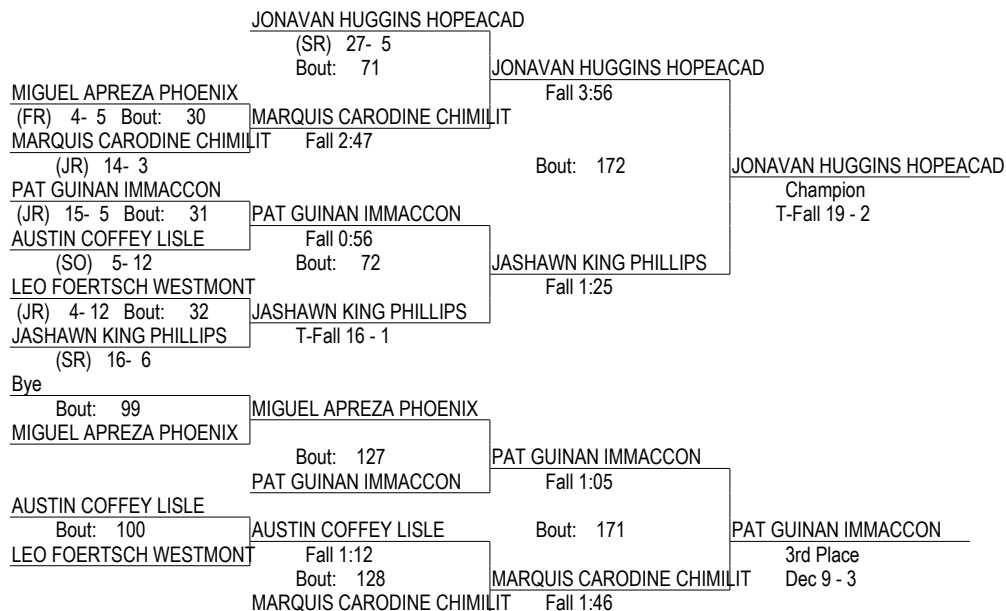 JONAVAN HUGGINS HOPEACAD
(SR) 27- 5
Bout: 71
JONAVAN HUGGINS HOPEACAD
MIGUEL APREZA PHOENIX
Fall 3:56
(FR) 4- 5 Bout: 30
MARQUIS CARODINE CHIMILIT
MARQUIS CARODINE CHIMILIT
Fall 2:47
(JR) 14- 3
Bout: 172
JONAVAN HUGGINS HOPEACAD
PAT GUINAN IMMACCON
Champion
(JR) 15- 5 Bout: 31
PAT GUINAN IMMACCON
T-Fall 19 - 2
AUSTIN COFFEY LISLE
Fall 0:56
(SO) 5- 12
Bout: 72
JASHAWN KING PHILLIPS
LEO FOERTSCH WESTMONT
Fall 1:25
(JR) 4- 12 Bout: 32
JASHAWN KING PHILLIPS
JASHAWN KING PHILLIPS
T-Fall 16 - 1
(SR) 16- 6
Bye
Bout: 99
MIGUEL APREZA PHOENIX
MIGUEL APREZA PHOENIX
Bout: 127
PAT GUINAN IMMACCON
PAT GUINAN IMMACCON
Fall 1:05
AUSTIN COFFEY LISLE
Bout: 100
AUSTIN COFFEY LISLE
Bout: 171
PAT GUINAN IMMACCON
LEO FOERTSCH WESTMONT
Fall 1:12
3rd Place
Bout: 128
MARQUIS CARODINE CHIMILIT
Dec 9 - 3
MARQUIS CARODINE CHIMILIT
Fall 1:46